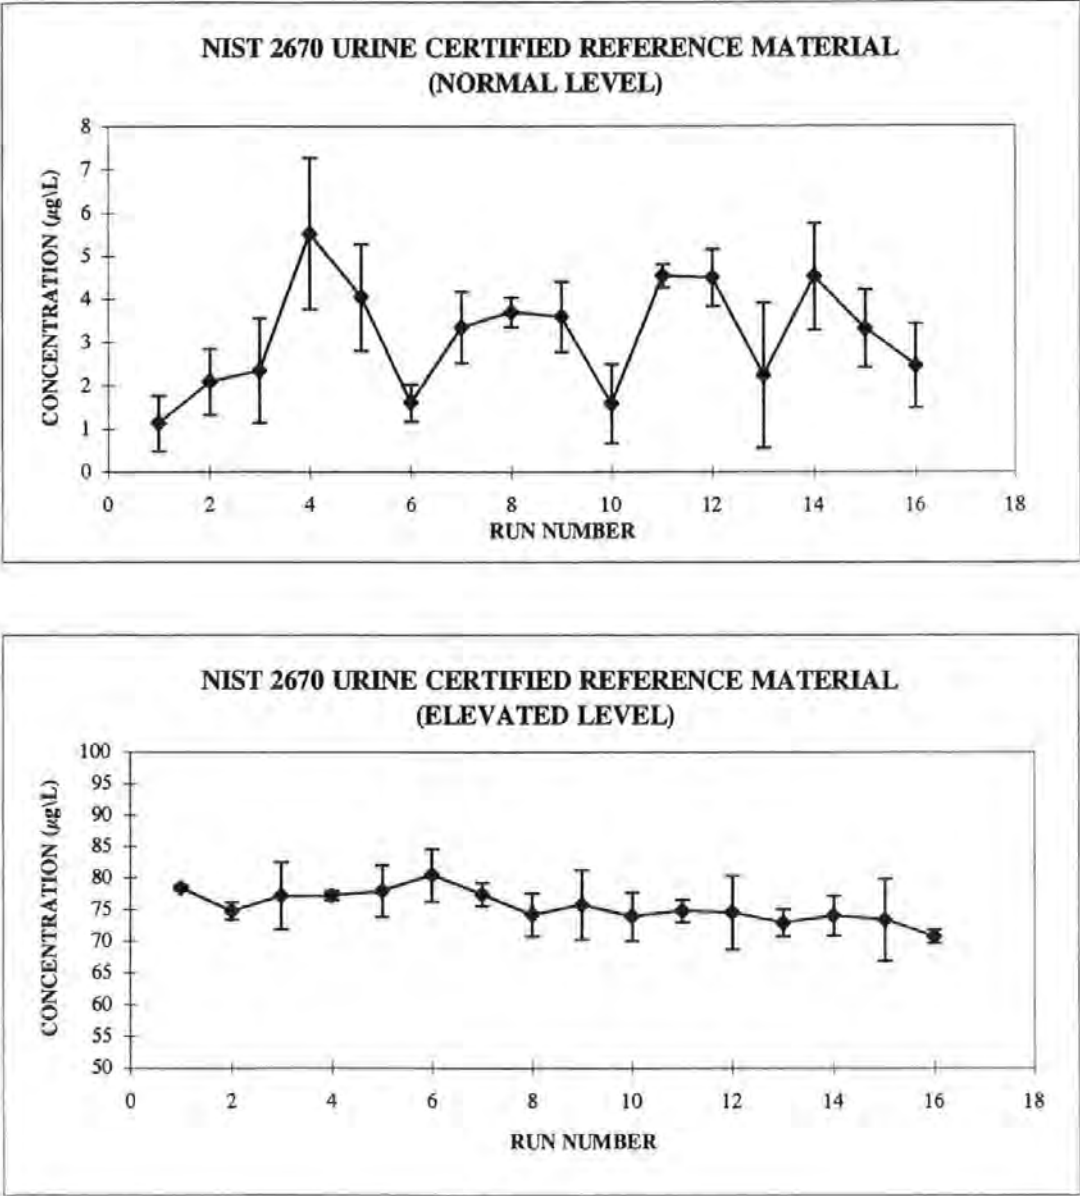 NIST 2670 URINE CERTIFIED REFERENCE MATERIAL
(NORMAL LEVEL)
CONCENTRATION (µg\L)
8
7
6
5
4
3
2
1
0
0 2 4 6 8 10 12 14 16 18
RUN NUMBER
NIST 2670 URINE CERTIFIED REFERENCE MATERIAL
(ELEVATED LEVEL)
CONCENTRATION (µg\L)
100
95
90
85
80
75
70
65
60
55
50
0 2 4 6 8 10 12 14 16 18
RUN NUMBER